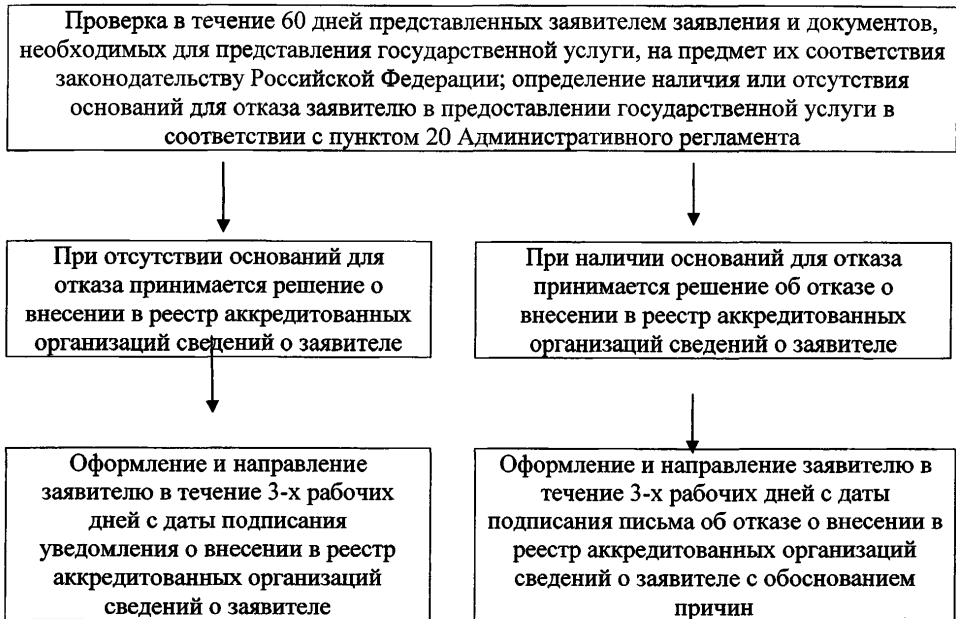 Проверка в течение 60 дней представленных заявителем заявления и документов,
необходимых для представления государственной услуги, на предмет их соответствия
законодательству Российской Федерации; определение наличия или отсутствия
оснований для отказа заявителю в предоставлении государственной услуги в
соответствии с пунктом 20 Административного регламента
При отсутствии оснований для
отказа принимается решение о
внесении в реестр аккредитованных
организаций сведений о заявителе
При наличии оснований для отказа
принимается решение об отказе о
внесении в реестр аккредитованных
организаций сведений о заявителе
Оформление и направление
заявителю в течение 3-х рабочих
дней с даты подписания
уведомления о внесении в реестр
аккредитованных организаций
сведений о заявителе
Оформление и направление заявителю в
течение 3-х рабочих дней с даты
подписания письма об отказе о внесении в
реестр аккредитованных организаций
сведений о заявителе с обоснованием
причин